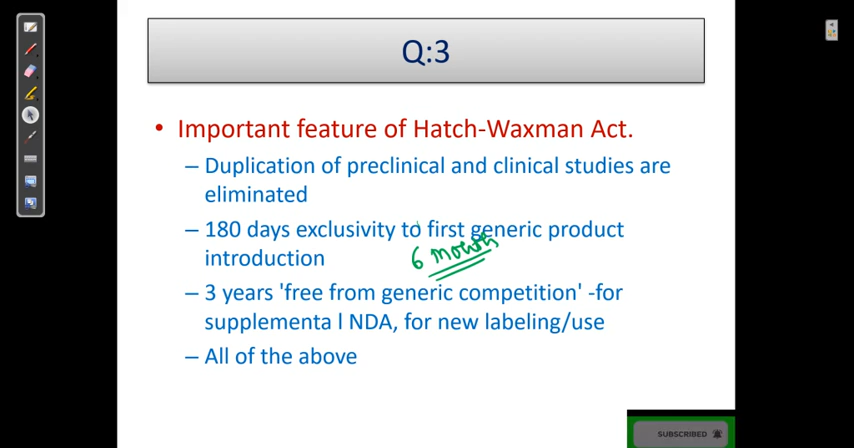 Q:3
• Important feature of Hatch-Waxman Act.
– Duplication of preclinical and clinical studies are
eliminated
– 180 days exclusivity to first generic product
introduction
6 month
– 3 years 'free from generic competition' -for
supplementa l NDA, for new labeling/use
– All of the above
SUBSCRIBED